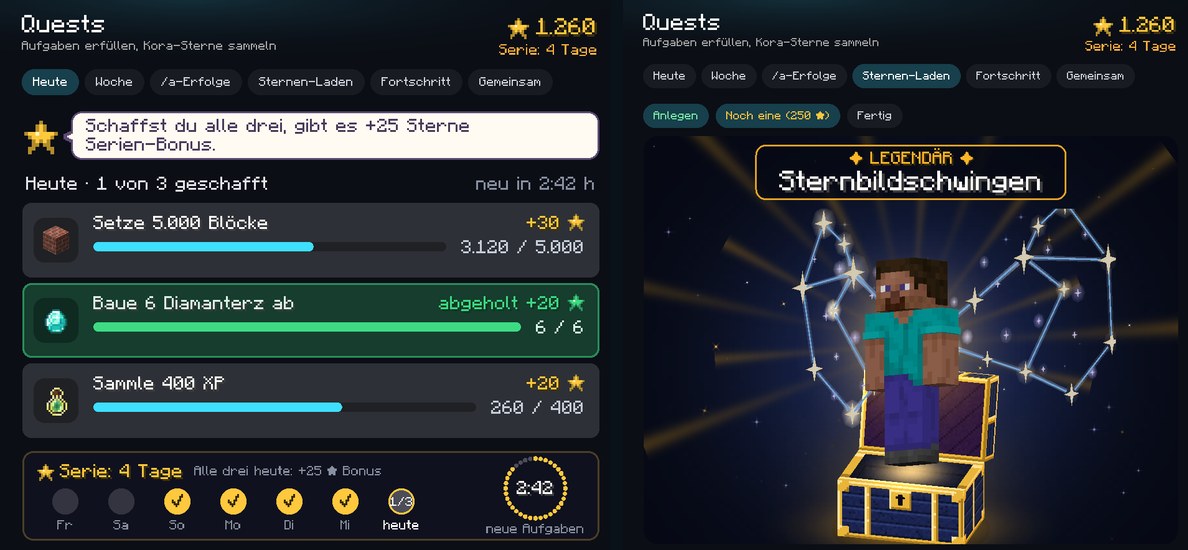 Quests
Aufgaben erfüllen, Kora-Sterne sammeln
1.260
Serie: 4 Tage
Heute
Woche
/a-Erfolge
Sternen-Laden
Fortschritt
Gemeinsam
Schaffst du alle drei, gibt es +25 Sterne
Serien-Bonus.
Heute · 1 von 3 geschafft
neu in 2:42 h
Setze 5.000 Blöcke
+30
3.120 / 5.000
Baue 6 Diamanterz ab
abgeholt +20
6 / 6
Sammle 400 XP
+20
260 / 400
Serie: 4 Tage
Alle drei heute: +25 Bonus
1/3
Fr
Sa
So
Mo
Di
Mi
heute
2:42
neue Aufgaben
Quests
Aufgaben erfüllen, Kora-Sterne sammeln
1.260
Serie: 4 Tage
Heute
Woche
/a-Erfolge
Sternen-Laden
Fortschritt
Gemeinsam
Anlegen
Noch eine (250 ★)
Fertig
LEGENDÄR
Sternbildschwingen